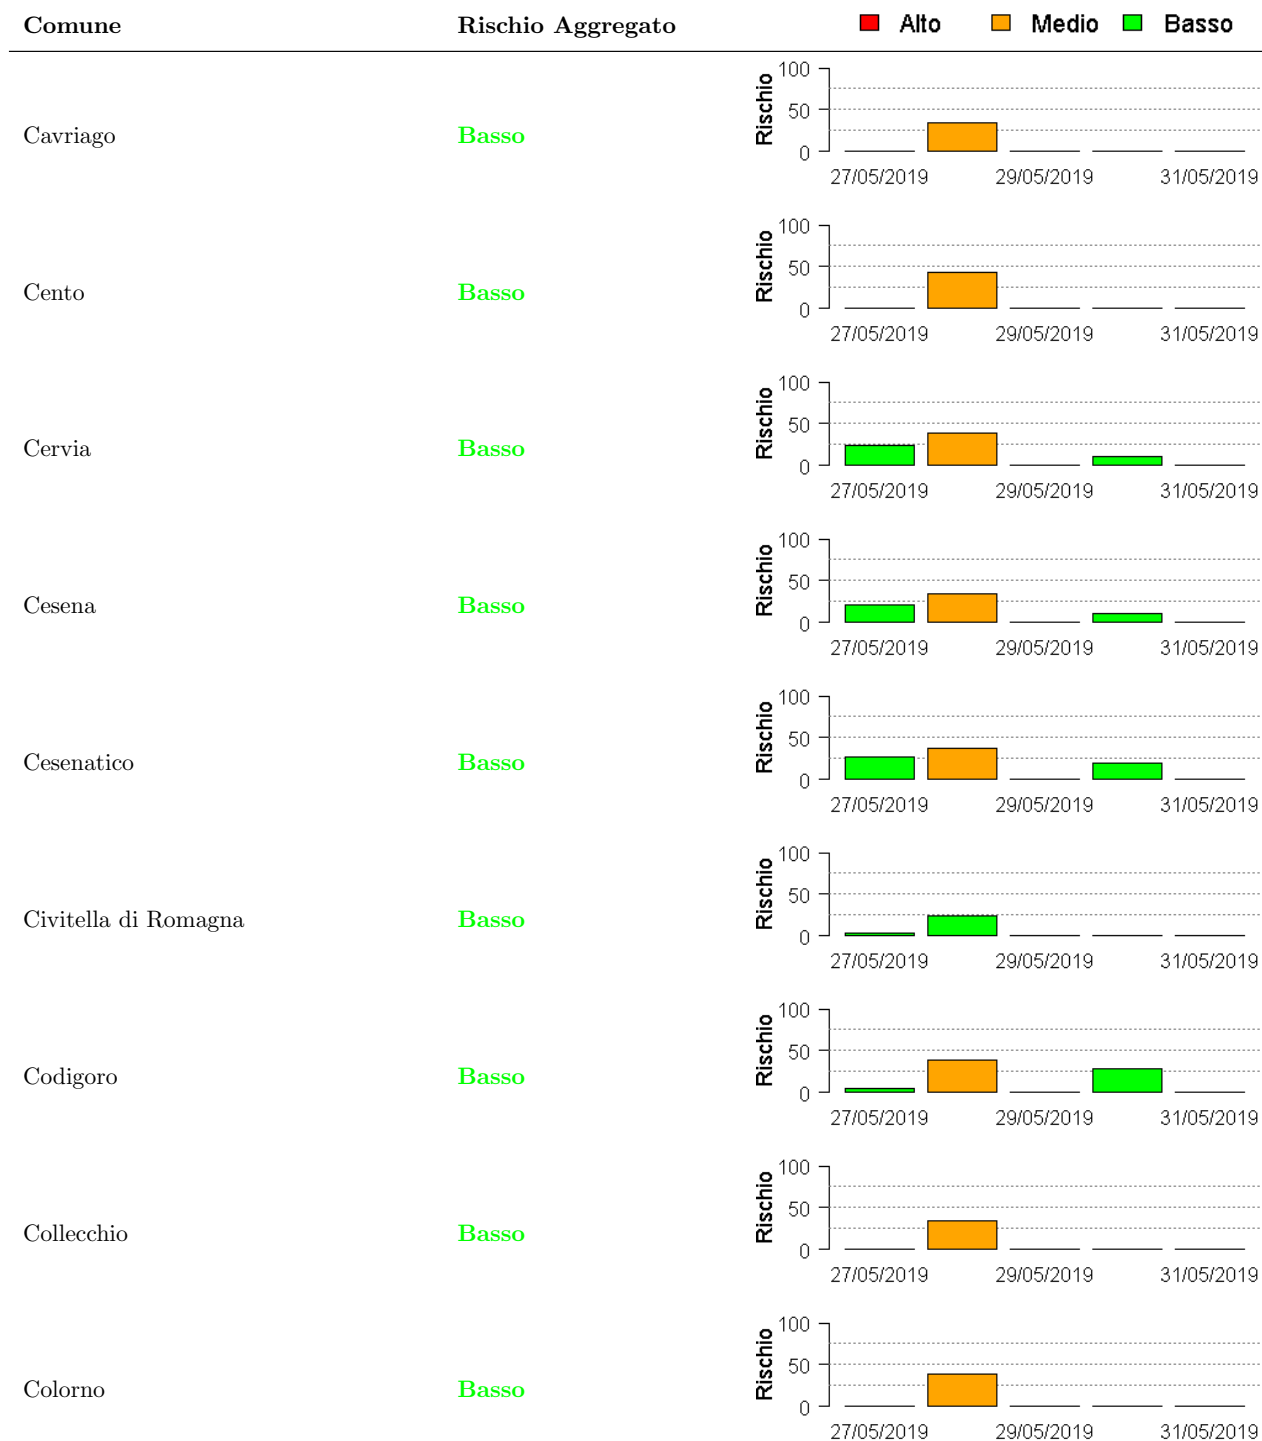 Comune Rischio Aggregato Alto Medio Basso
Cavriago Basso Rischio 100 50 0
27/05/2019 29/05/2019 31/05/2019
Cento Basso Rischio 100 50 0
27/05/2019 29/05/2019 31/05/2019
Cervia Basso Rischio 100 50 0
27/05/2019 29/05/2019 31/05/2019
Cesena Basso Rischio 100 50 0
27/05/2019 29/05/2019 31/05/2019
Cesenatico Basso Rischio 100 50 0
27/05/2019 29/05/2019 31/05/2019
Civitella di Romagna Basso Rischio 100 50 0
27/05/2019 29/05/2019 31/05/2019
Codigoro Basso Rischio 100 50 0
27/05/2019 29/05/2019 31/05/2019
Collecchio Basso Rischio 100 50 0
27/05/2019 29/05/2019 31/05/2019
Colorno Basso Rischio 100 50 0
27/05/2019 29/05/2019 31/05/2019